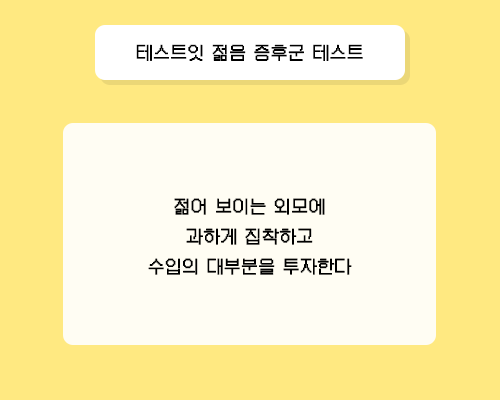 테스트잇 젊음 증후군 테스트
젊어 보이는 외모에
과하게 집착하고
수입의 대부분을 투자한다